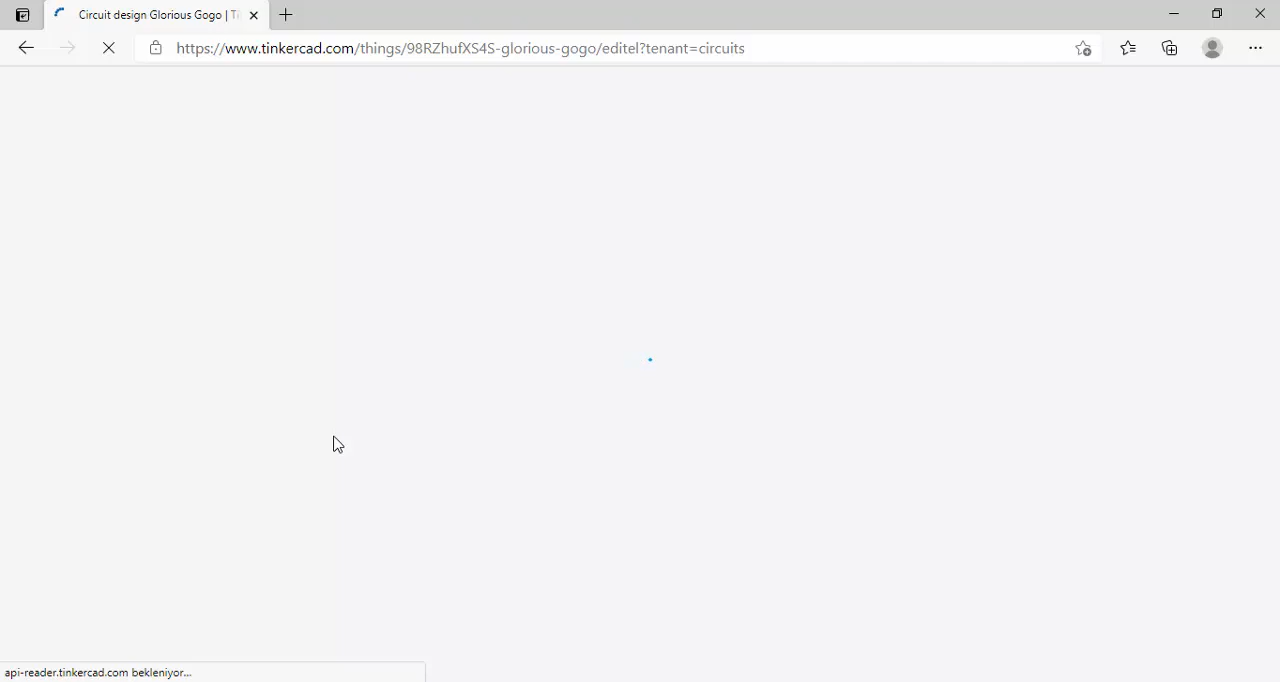 Circuit design Glorious Gogo | Ti
https://www.tinkercad.com/things/98RZhufXS4S-glorious-gogo/editel?tenant=circuits
api-reader.tinkercad.com bekleniyor...